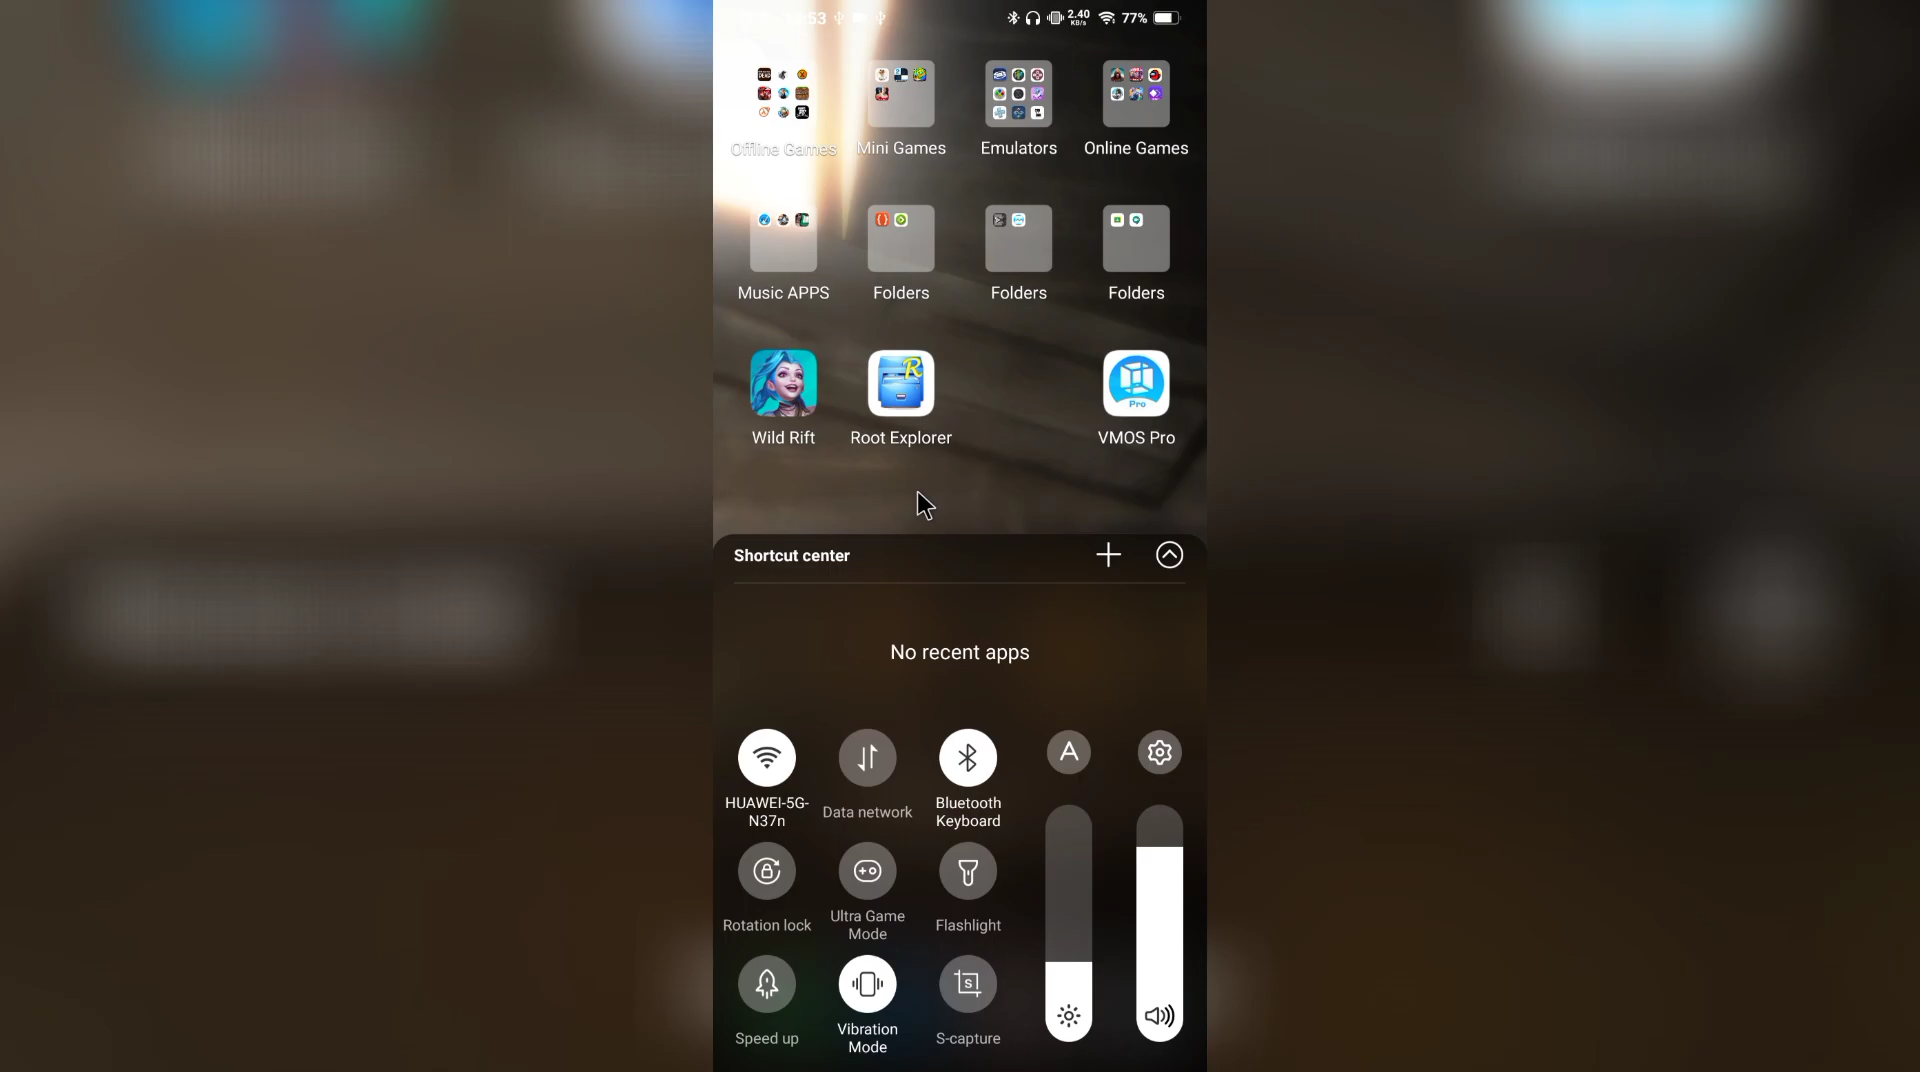 :53 2.40 KB/s 77%
Offline Games Mini Games Emulators Online Games
Music APPS Folders Folders Folders
Pro
Wild Rift Root Explorer VMOS Pro
Shortcut center
No recent apps
A
HUAWEI-5G-N37n Data network Bluetooth Keyboard
Rotation lock Ultra Game Mode Flashlight
S
Speed up Vibration Mode S-capture